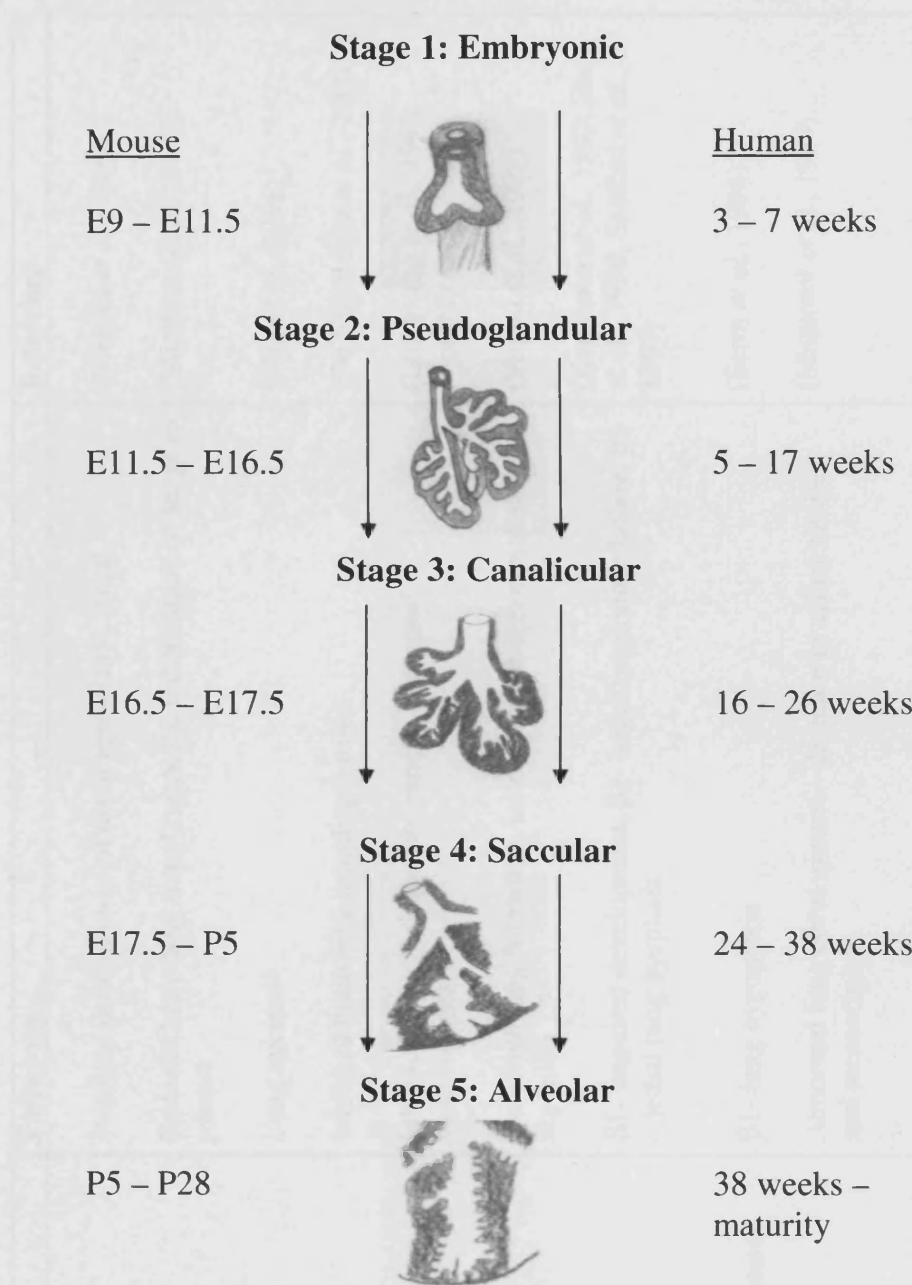 Stage 1: Embryonic
Mouse
Human
E9 – E11.5
3 – 7 weeks
Stage 2: Pseudoglandular
E11.5 – E16.5
5 – 17 weeks
Stage 3: Canalicular
E16.5 – E17.5
16 – 26 weeks
Stage 4: Saccular
E17.5 – P5
24 – 38 weeks
Stage 5: Alveolar
P5 – P28
38 weeks –
maturity